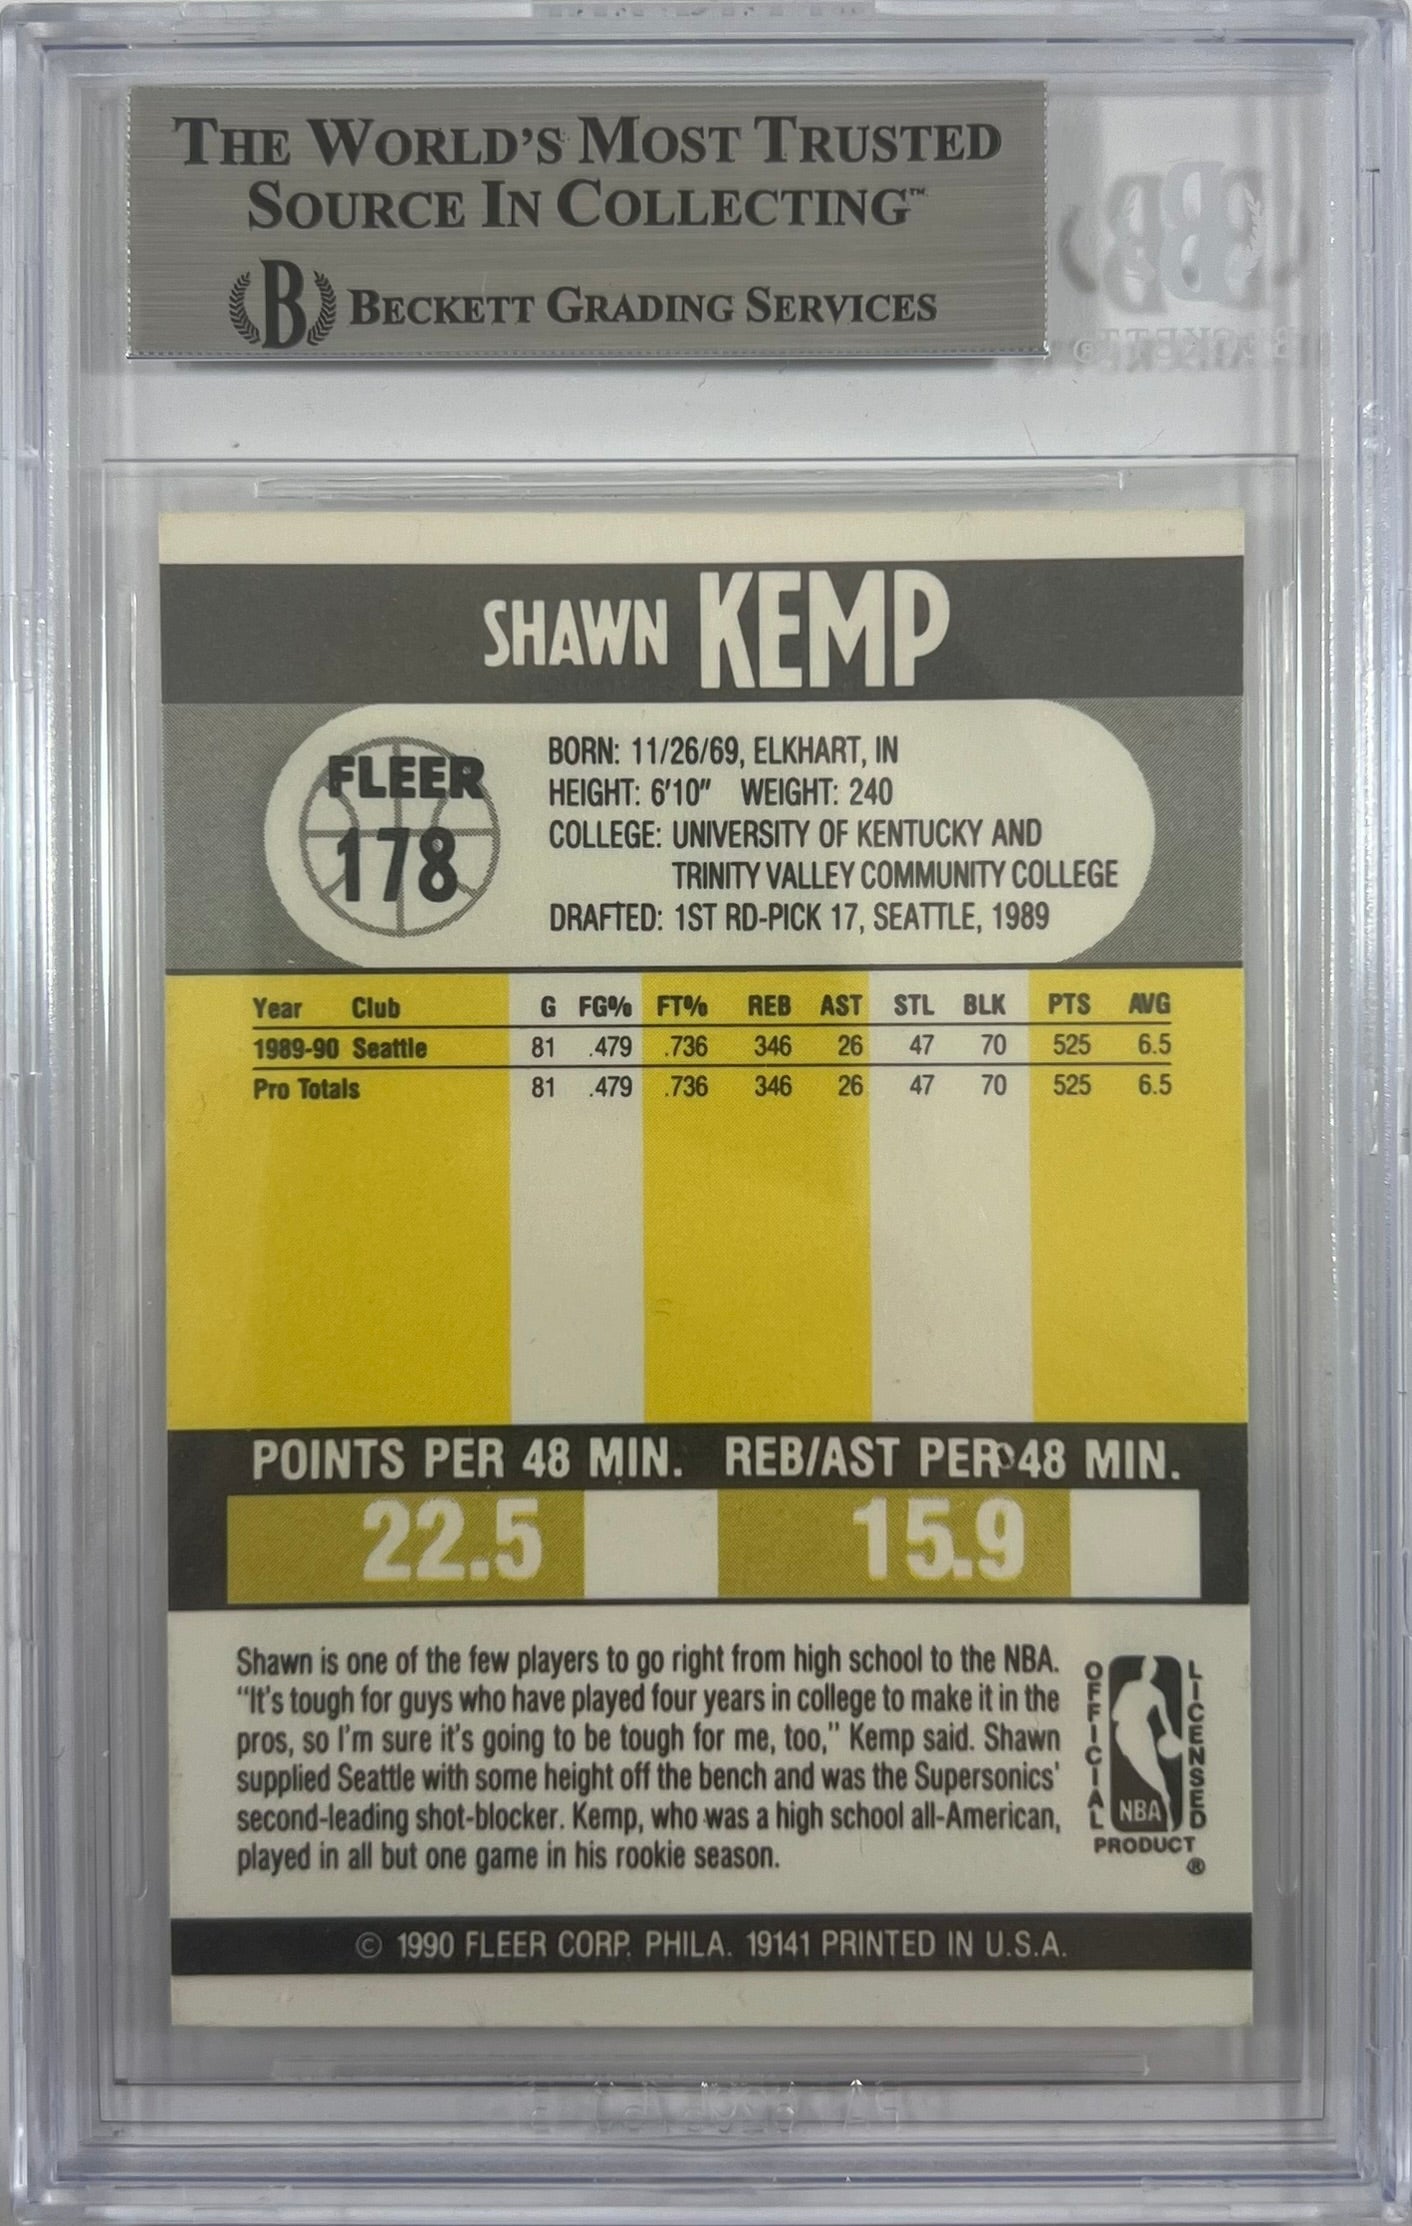 THE WORLD'S MOST TRUSTED
SOURCE IN COLLECTING™
B BECKETT GRADING SERVICES
SHAWN KEMP
FLEER
178
BORN: 11/26/69, ELKHART, IN
HEIGHT: 6'10" WEIGHT: 240
COLLEGE: UNIVERSITY OF KENTUCKY AND
TRINITY VALLEY COMMUNITY COLLEGE
DRAFTED: 1ST RD-PICK 17, SEATTLE, 1989
Year Club G FG% FT% REB AST STL BLK PTS AVG
1989-90 Seattle 81 .479 .736 346 26 47 70 525 6.5
Pro Totals 81 .479 .736 346 26 47 70 525 6.5
POINTS PER 48 MIN. REB/AST PER 48 MIN.
22.5 15.9
Shawn is one of the few players to go right from high school to the NBA.
"It's tough for guys who have played four years in college to make it in the
pros, so I'm sure it's going to be tough for me, too," Kemp said. Shawn
supplied Seattle with some height off the bench and was the Supersonics'
second-leading shot-blocker. Kemp, who was a high school all-American,
played in all but one game in his rookie season.
OFFICIAL
NBA
LICENSED
PRODUCT
®
© 1990 FLEER CORP. PHILA. 19141 PRINTED IN U.S.A.